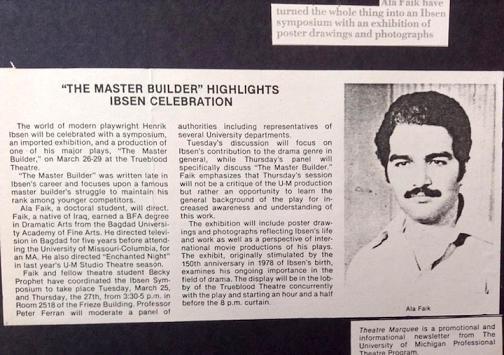 Ala Faik have
turned the whole thing into an Ibsen
symposium with an exhibition of
poster drawings and photographs
"THE MASTER BUILDER" HIGHLIGHTS
IBSEN CELEBRATION
The world of modern playwright Henrik
Ibsen will be celebrated with a symposium,
an imported exhibition, and a production
of one of his major plays, "The Master
Builder," on March 26-29 at the Trueblood
Theatre.
"The Master Builder" was written late in
Ibsen's career and focuses upon a famous
master builder's struggle to maintain his
rank among younger competitors.
Ala Faik, a doctoral student, will direct.
Faik, a native of Iraq, earned a BFA degree
in Dramatic Arts from the Bagdad Universi-
ty Academy of Fine Arts. He directed televi-
sion in Bagdad for five years before attend-
ing the University of Missouri-Columbia, for
an MA. He also directed "Enchanted Night"
in last year's U-M Studio Theatre season.
Faik and fellow theatre student Becky
Prophet have coordinated the Ibsen Sym-
posium to take place Tuesday, March 25,
and Thursday, the 27th, from 3:30-5 p.m. in
Room 2518 of the Frieze Building. Professor
Peter Ferran will moderate a panel of
authorities including representatives of
several University departments.
Tuesday's discussion will focus on
Ibsen's contribution to the drama genre in
general, while Thursday's panel will
specifically discuss "The Master Builder."
Faik emphasizes that Thursday's session
will not be a critique of the U-M production
but rather an opportunity to learn the
general background of the play for in-
creased awareness and understanding of
this work.
The exhibition will include poster draw-
ings and photographs reflecting Ibsen's life
and work as well as a perspective of inter-
national movie productions of his plays.
The exhibit, originally stimulated by the
150th anniversary in 1978 of Ibsen's birth,
examines his ongoing importance in the
field of drama. The display will be in the lob-
by of the Trueblood Theatre concurrently
with the play and starting an hour and a half
before the 8 p.m. curtain.
Ala Faik
Theatre Marquee is a promotional and
informational newsletter from The
University of Michigan Professional
Theatre Program.